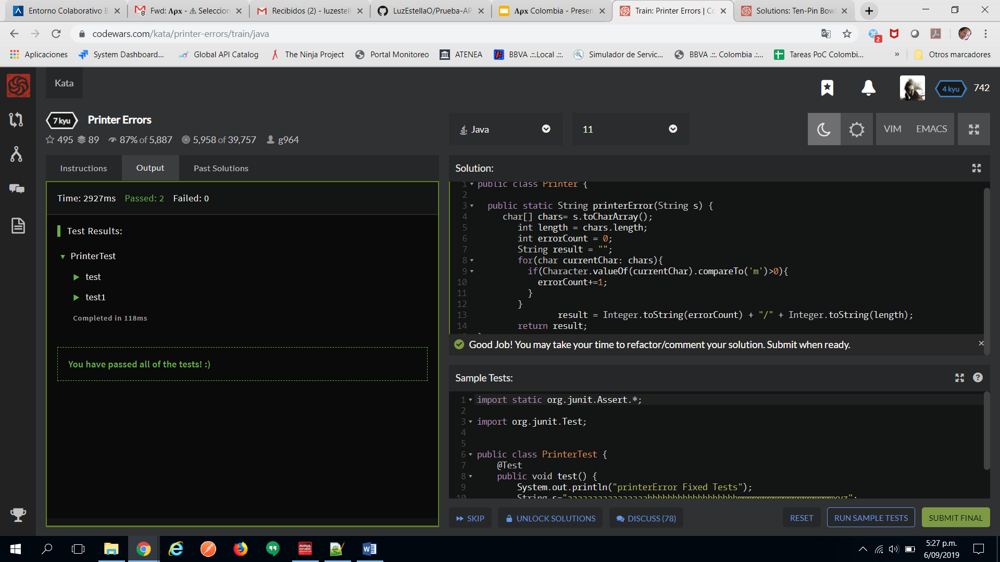 Entorno Colaborativo B
Fwd: Λpx - ⚠ Seleccion
Recibidos (2) - luzestell
LuzEstellaO/Prueba-AP
Λpx Colombia - Presen
Train: Printer Errors | Co
Solutions: Ten-Pin Bow
codewars.com/kata/printer-errors/train/java
2
Aplicaciones
System Dashboard...
Global API Catalog
The Ninja Project
Portal Monitoreo
ATENEA
BBVA .::.Local .::.
Simulador de Servic...
BBVA .::. Colombia .:...
Tareas PoC Colombi...
»
Otros marcadores
Kata
4 kyu
742
7 kyu
Printer Errors
495 89 87% of 5,887 5,958 of 39,757 g964
Java
11
VIM
EMACS
Instructions
Output
Past Solutions
Time: 2927ms Passed: 2 Failed: 0
Test Results:
PrinterTest
test
test1
Completed in 118ms
You have passed all of the tests! :)
Solution:
1 public class Printer {
2
3 public static String printerError(String s) {
4 char[] chars= s.toCharArray();
5 int length = chars.length;
6 int errorCount = 0;
7 String result = "";
8 for(char currentChar: chars){
9 if(Character.valueOf(currentChar).compareTo('m')>0){
10 errorCount+=1;
11 }
12 }
13 result = Integer.toString(errorCount) + "/" + Integer.toString(length);
14 return result;
Good Job! You may take your time to refactor/comment your solution. Submit when ready.
Sample Tests:
1 import static org.junit.Assert.*;
2
3 import org.junit.Test;
4
5
6 public class PrinterTest {
7 @Test
8 public void test() {
9 System.out.println("printerError Fixed Tests");
10 String
SKIP
UNLOCK SOLUTIONS
DISCUSS (78)
RESET
RUN SAMPLE TESTS
SUBMIT FINAL
5:27 p.m.
6/09/2019